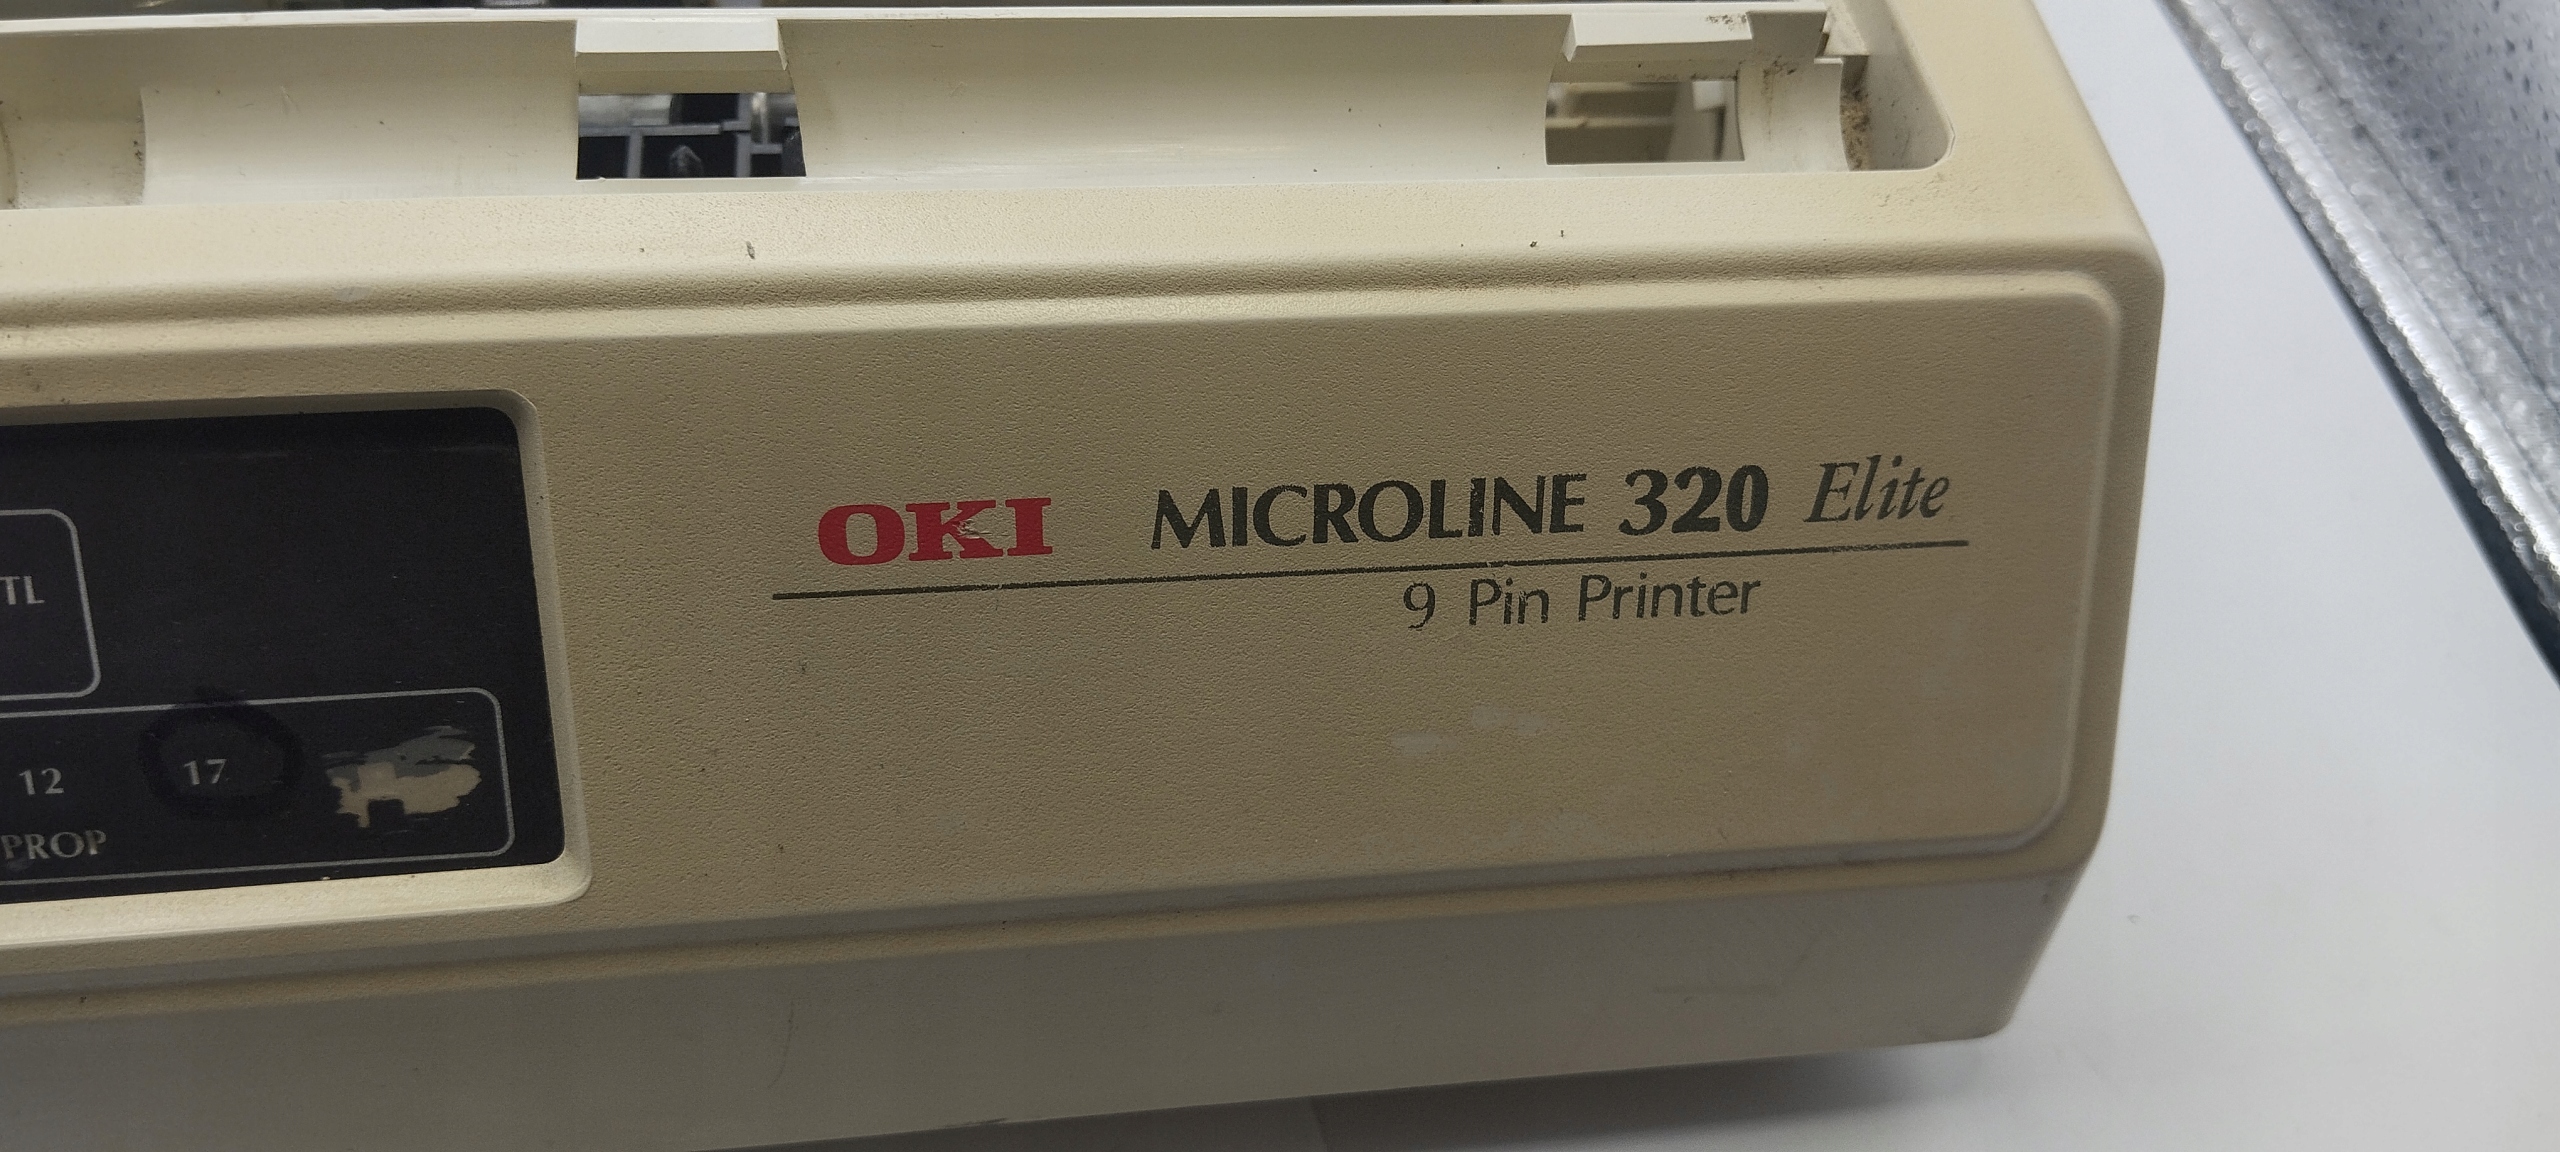 OKI MICROLINE 320 Elite
9 Pin Printer
TL
12 17
PROP